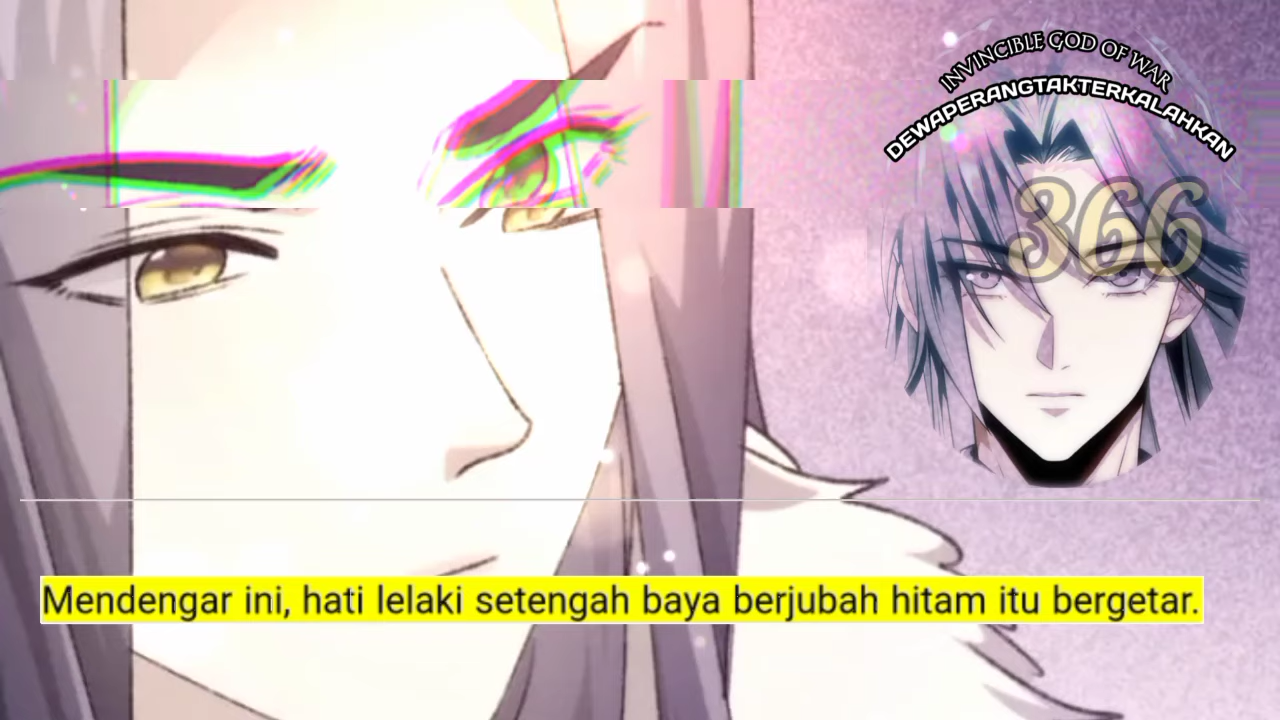 INVINCIBLE GOD OF WAR
DEWAPERANGTAKTERKALAHKAN
366
Mendengar ini, hati lelaki setengah baya berjubah hitam itu bergetar.